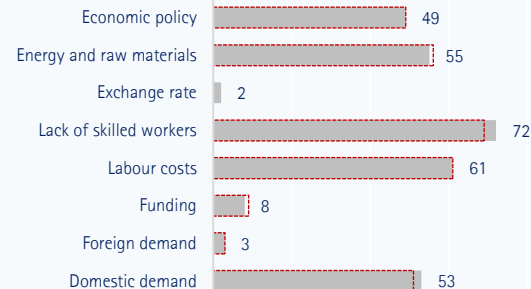 Economic policy 49
Energy and raw materials 55
Exchange rate 2
Lack of skilled workers 72
Labour costs 61
Funding 8
Foreign demand 3
Domestic demand 53